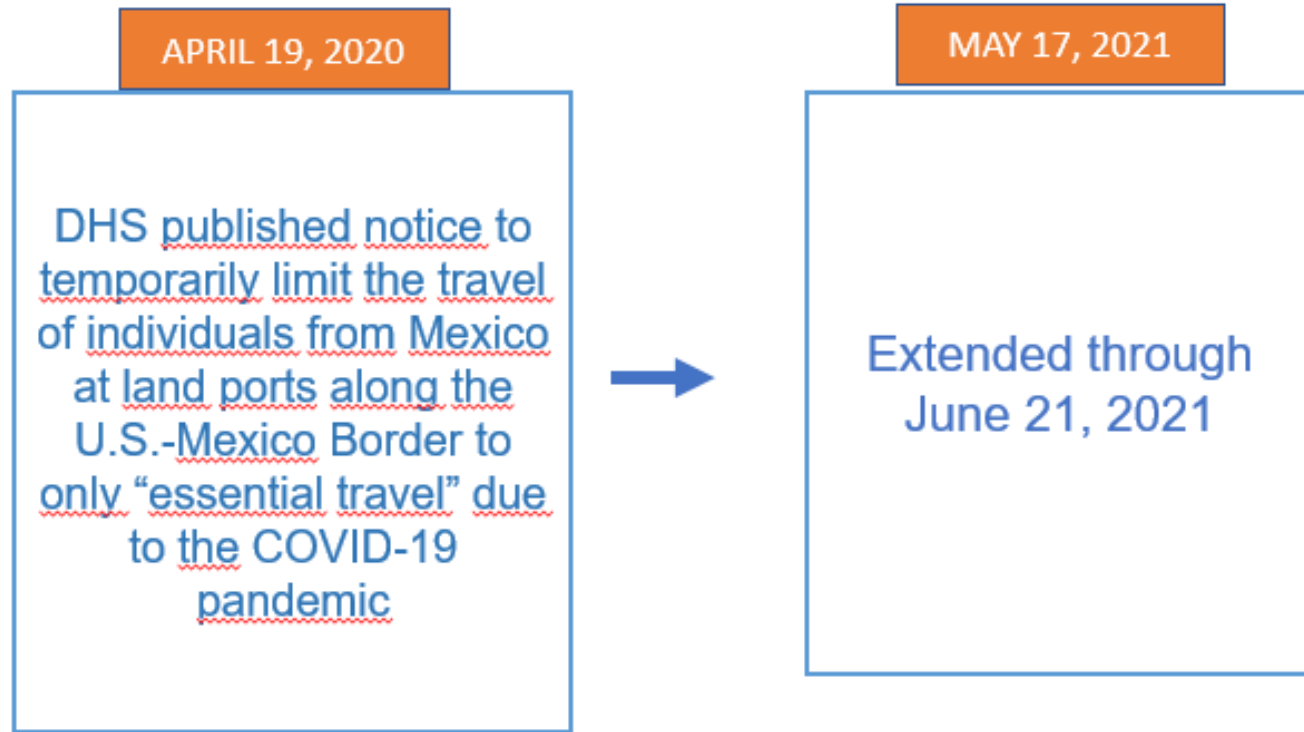 APRIL 19, 2020
DHS published notice to
temporarily limit the travel
of individuals from Mexico
at land ports along the
U.S.-Mexico Border to
only “essential travel” due
to the COVID-19
pandemic
MAY 17, 2021
Extended through
June 21, 2021